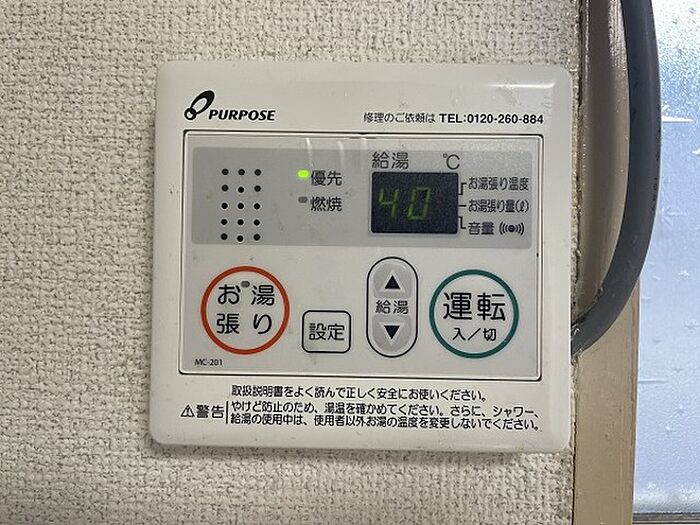 PURPOSE
修理のご依頼は TEL:0120-260-884
給湯 ℃
優先
燃焼
40
お湯張り温度
お湯張り量(ℓ)
音量
お湯
張り
設定
給湯
運転
入/切
MC-201
取扱説明書をよく読んで正しく安全にお使いください。
⚠警告
やけど防止のため、湯温を確かめてください。さらに、シャワー、
給湯の使用中は、使用者以外お湯の温度を変更しないでください。